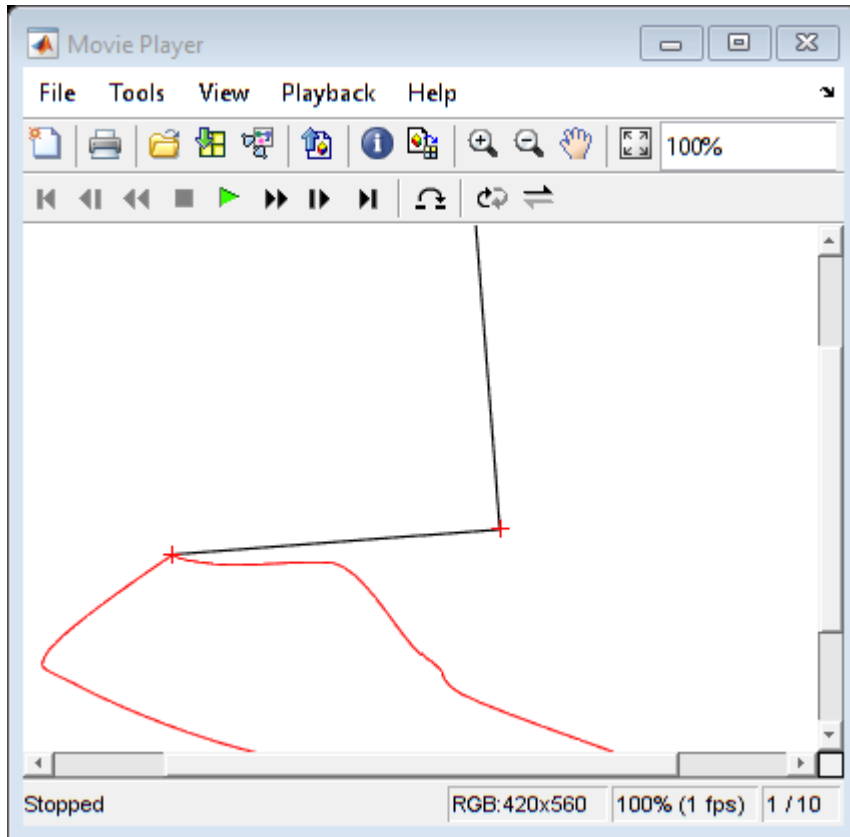 Movie Player
File Tools View Playback Help
100%
Stopped RGB:420x560 100% (1 fps) 1 / 10